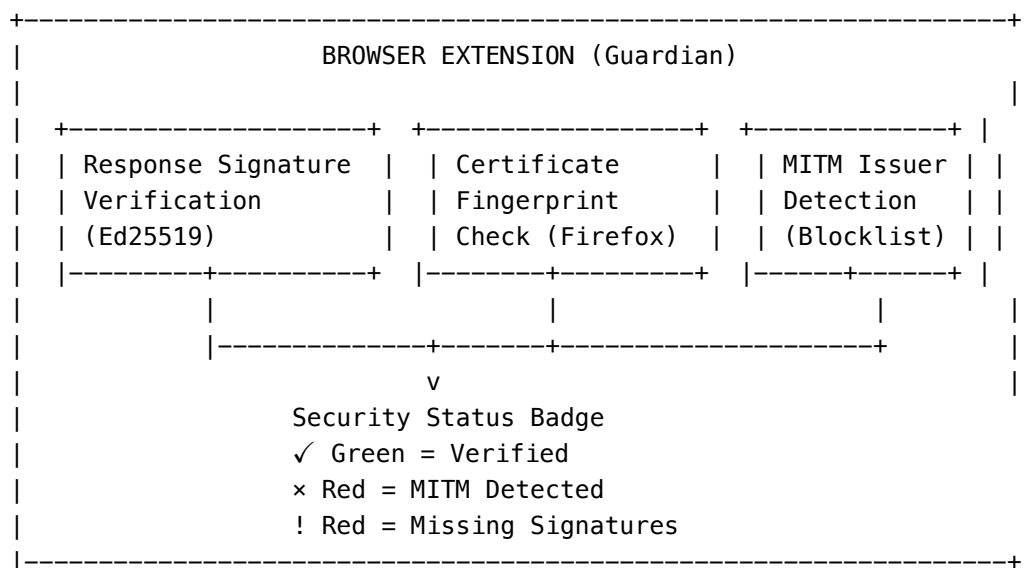 BROWSER EXTENSION (Guardian)
Response Signature Verification (Ed25519)
Certificate Fingerprint Check (Firefox)
MITM Issuer Detection (Blocklist)
v
Security Status Badge
✓ Green = Verified
× Red = MITM Detected
! Red = Missing Signatures